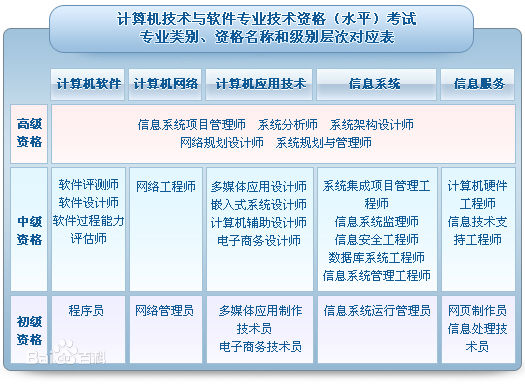 计算机技术与软件专业技术资格（水平）考试
专业类别、资格名称和级别层次对应表
计算机软件 计算机网络 计算机应用技术 信息系统 信息服务
高级
资格
信息系统项目管理师 系统分析师 系统架构设计师
网络规划设计师 系统规划与管理师
中级
资格
软件评测师
软件设计师
软件过程能力
评估师
网络工程师
多媒体应用设计师
嵌入式系统设计师
计算机辅助设计师
电子商务设计师
系统集成项目管理工
程师
信息系统监理师
信息安全工程师
数据库系统工程师
信息系统管理工程师
计算机硬件
工程师
信息技术支
持工程师
初级
资格
程序员
网络管理员
多媒体应用制作
技术员
电子商务技术员
信息系统运行管理员
网页制作员
信息处理技
术员
Bai百科